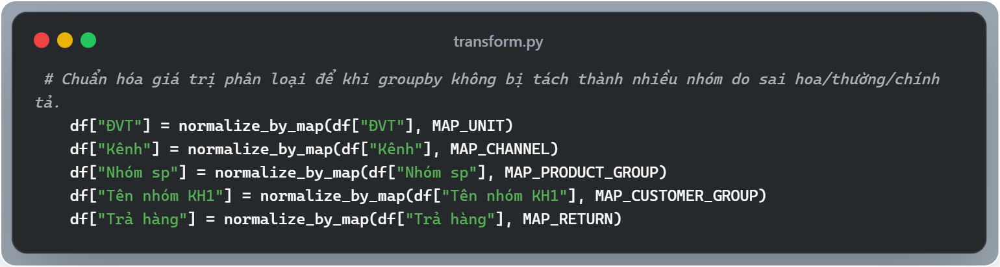 transform.py
# Chuẩn hóa giá trị phân loại để khi groupby không bị tách thành nhiều nhóm do sai hoa/thường/chính
tả.
df["ĐVT"] = normalize_by_map(df["ĐVT"], MAP_UNIT)
df["Kênh"] = normalize_by_map(df["Kênh"], MAP_CHANNEL)
df["Nhóm sp"] = normalize_by_map(df["Nhóm sp"], MAP_PRODUCT_GROUP)
df["Tên nhóm KH1"] = normalize_by_map(df["Tên nhóm KH1"], MAP_CUSTOMER_GROUP)
df["Trả hàng"] = normalize_by_map(df["Trả hàng"], MAP_RETURN)